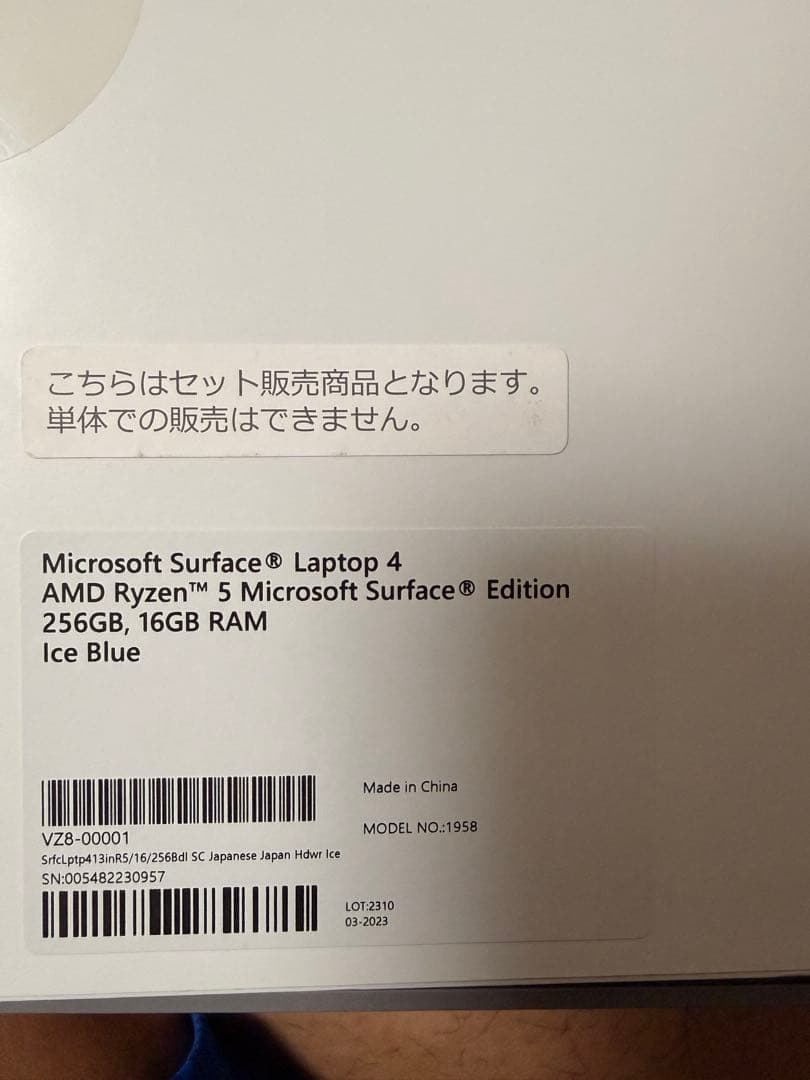 こちらはセット販売商品となります。
単体での販売はできません。
Microsoft Surface® Laptop 4
AMD Ryzen™ 5 Microsoft Surface® Edition
256GB, 16GB RAM
Ice Blue
Made in China
VZ8-00001
MODEL NO.:1958
SrfcLptp413inR5/16/256Bdl SC Japanese Japan Hdwr Ice
SN:005482230957
LOT:2310
03-2023